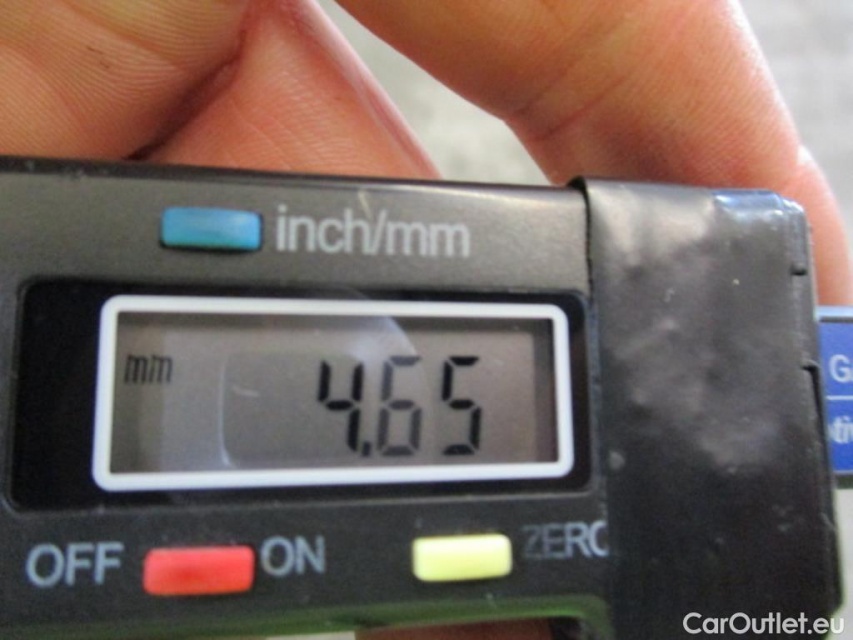 inch/mm
mm 4.65
OFF ON ZERO
CarOutlet.eu